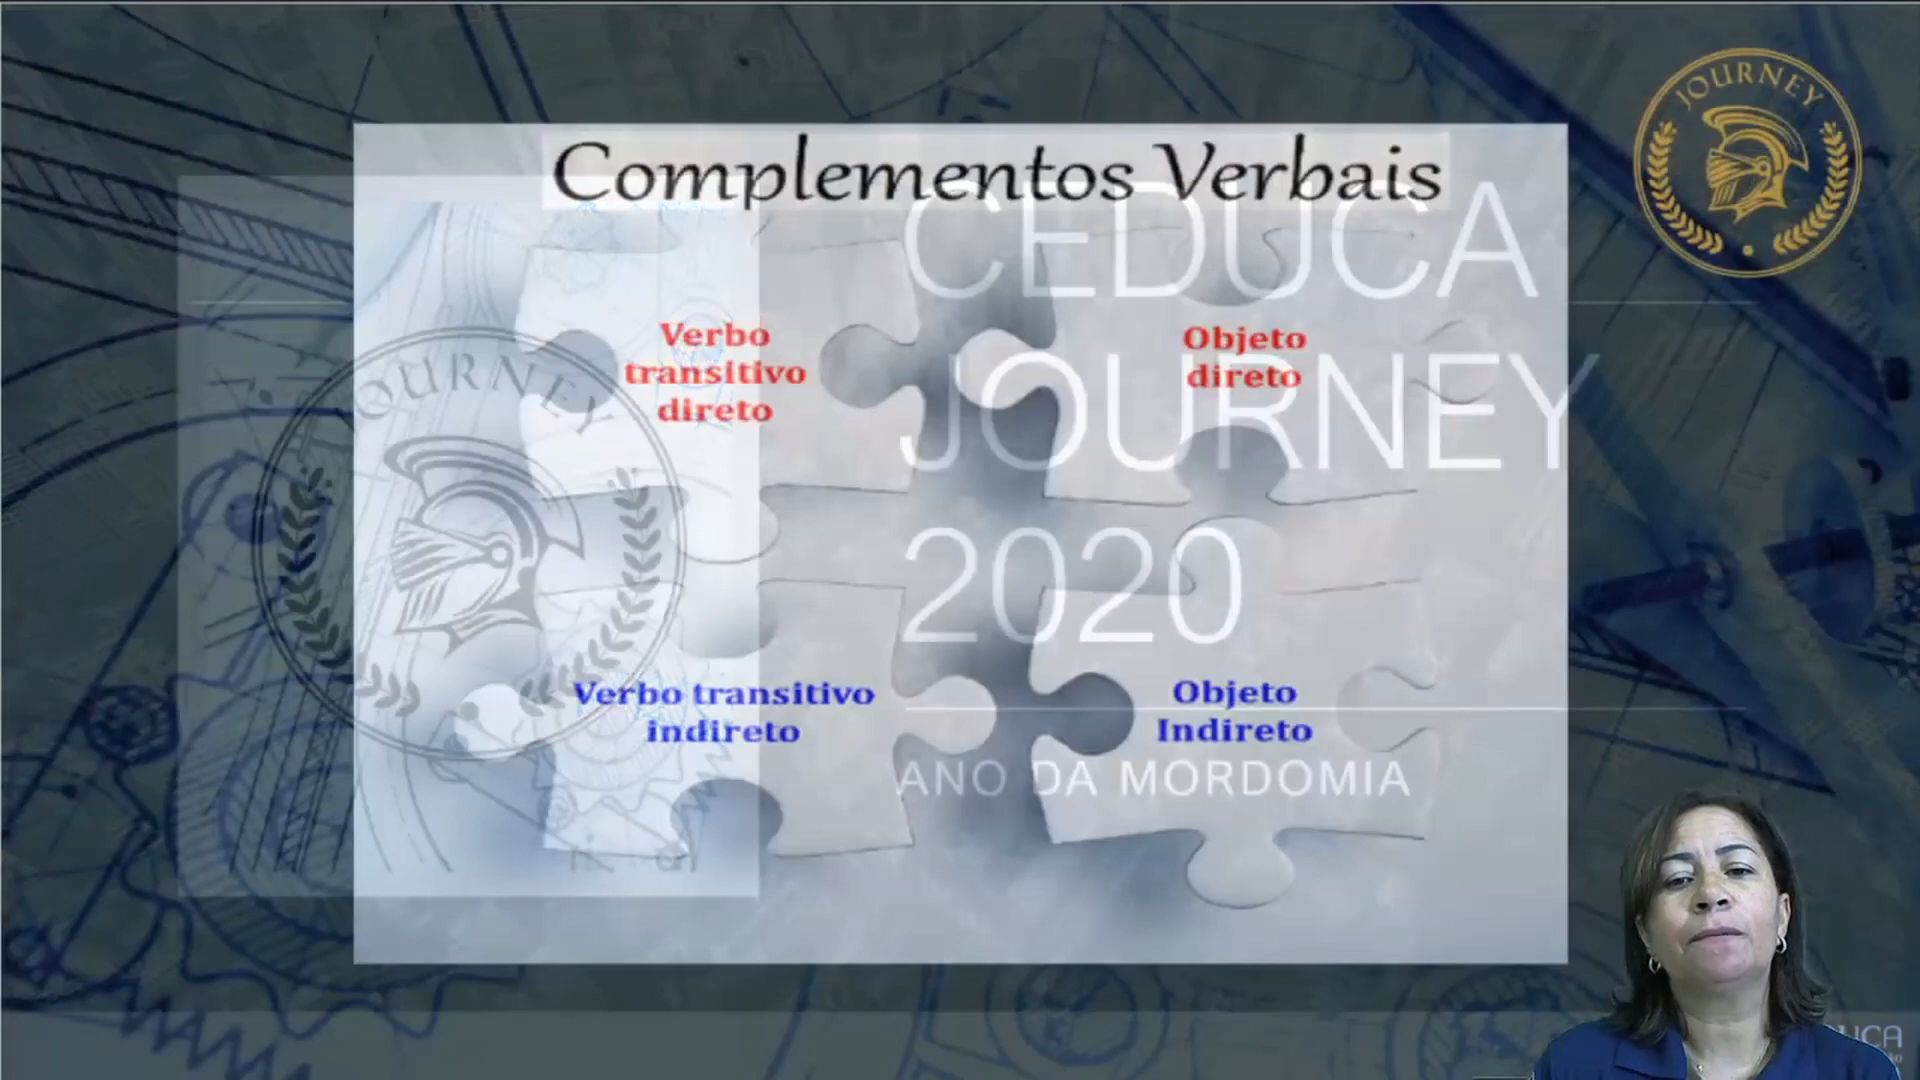 JOURNEY
Complementos Verbais
CEDUCA
JOURNEY
2020
ANO DA MORDOMIA
Verbo
transitivo
direto
Objeto
direto
JOURNEY
Verbo transitivo
indireto
Objeto
Indireto